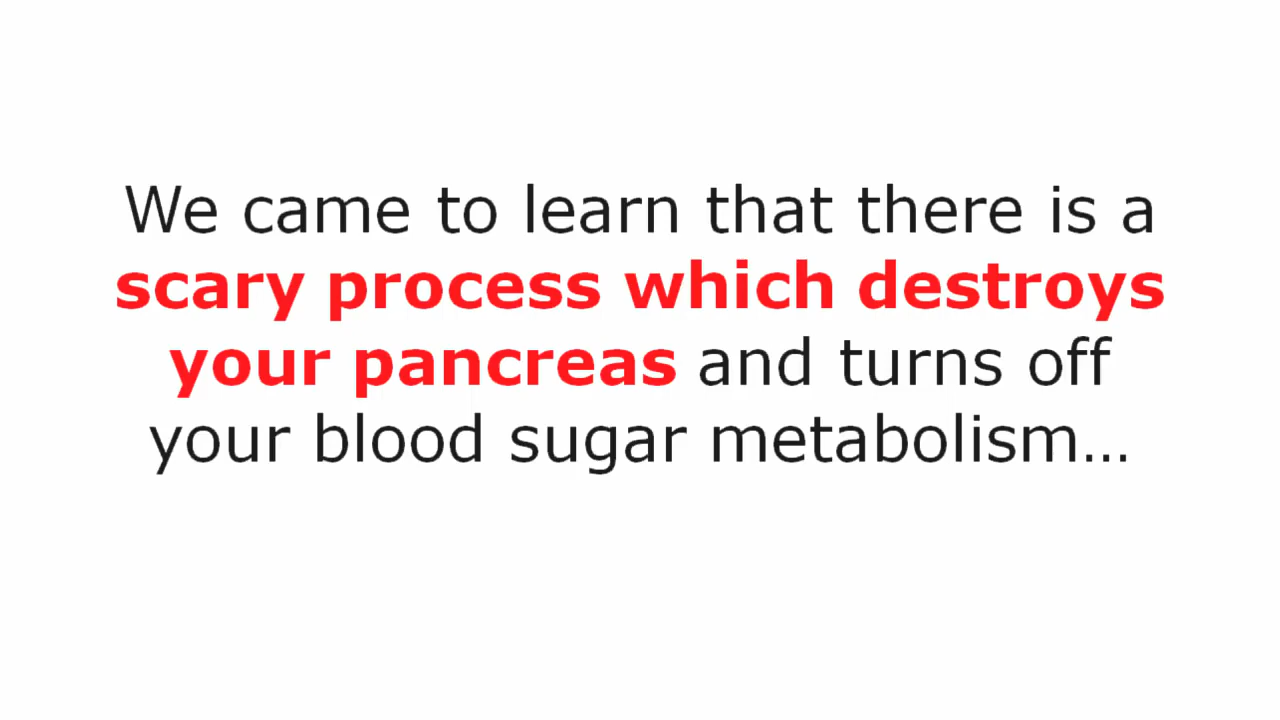 We came to learn that there is a
scary process which destroys
your pancreas and turns off
your blood sugar metabolism...